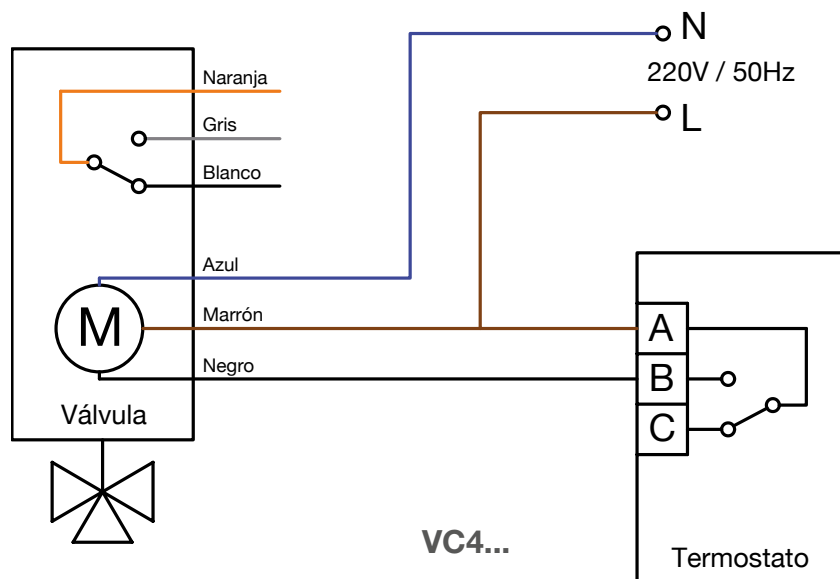 N
220V / 50Hz
L
Naranja
Gris
Blanco
Azul
Marrón
Negro
M
Válvula
A
B
C
VC4...
Termostato